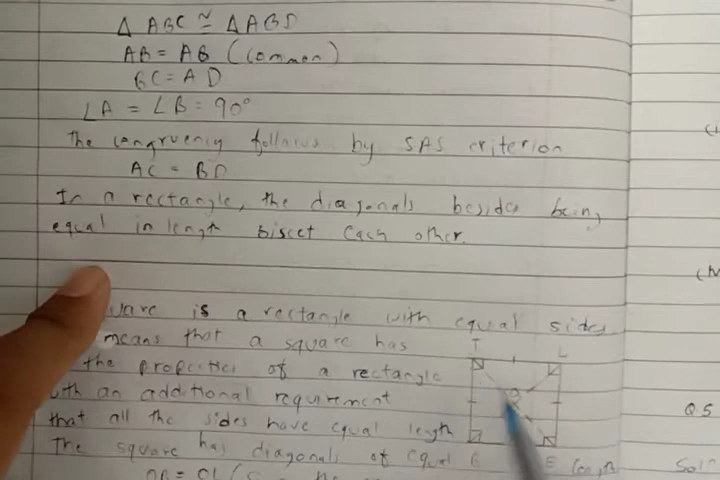 Δ ABC ≅ Δ ABD
AB = AB (Common)
BC = AD
∠A = ∠B = 90°
The congruency follows by SAS criterion
AC = BD
In a rectangle, the diagonals besides being
equal in length bisect each other.
uare is a rectangle with equal sides
means that a square has
the properties of a rectangle
with an additional requirement
that all the sides have equal length
The square has diagonals of equal
T
L
E
Q.5
Soln